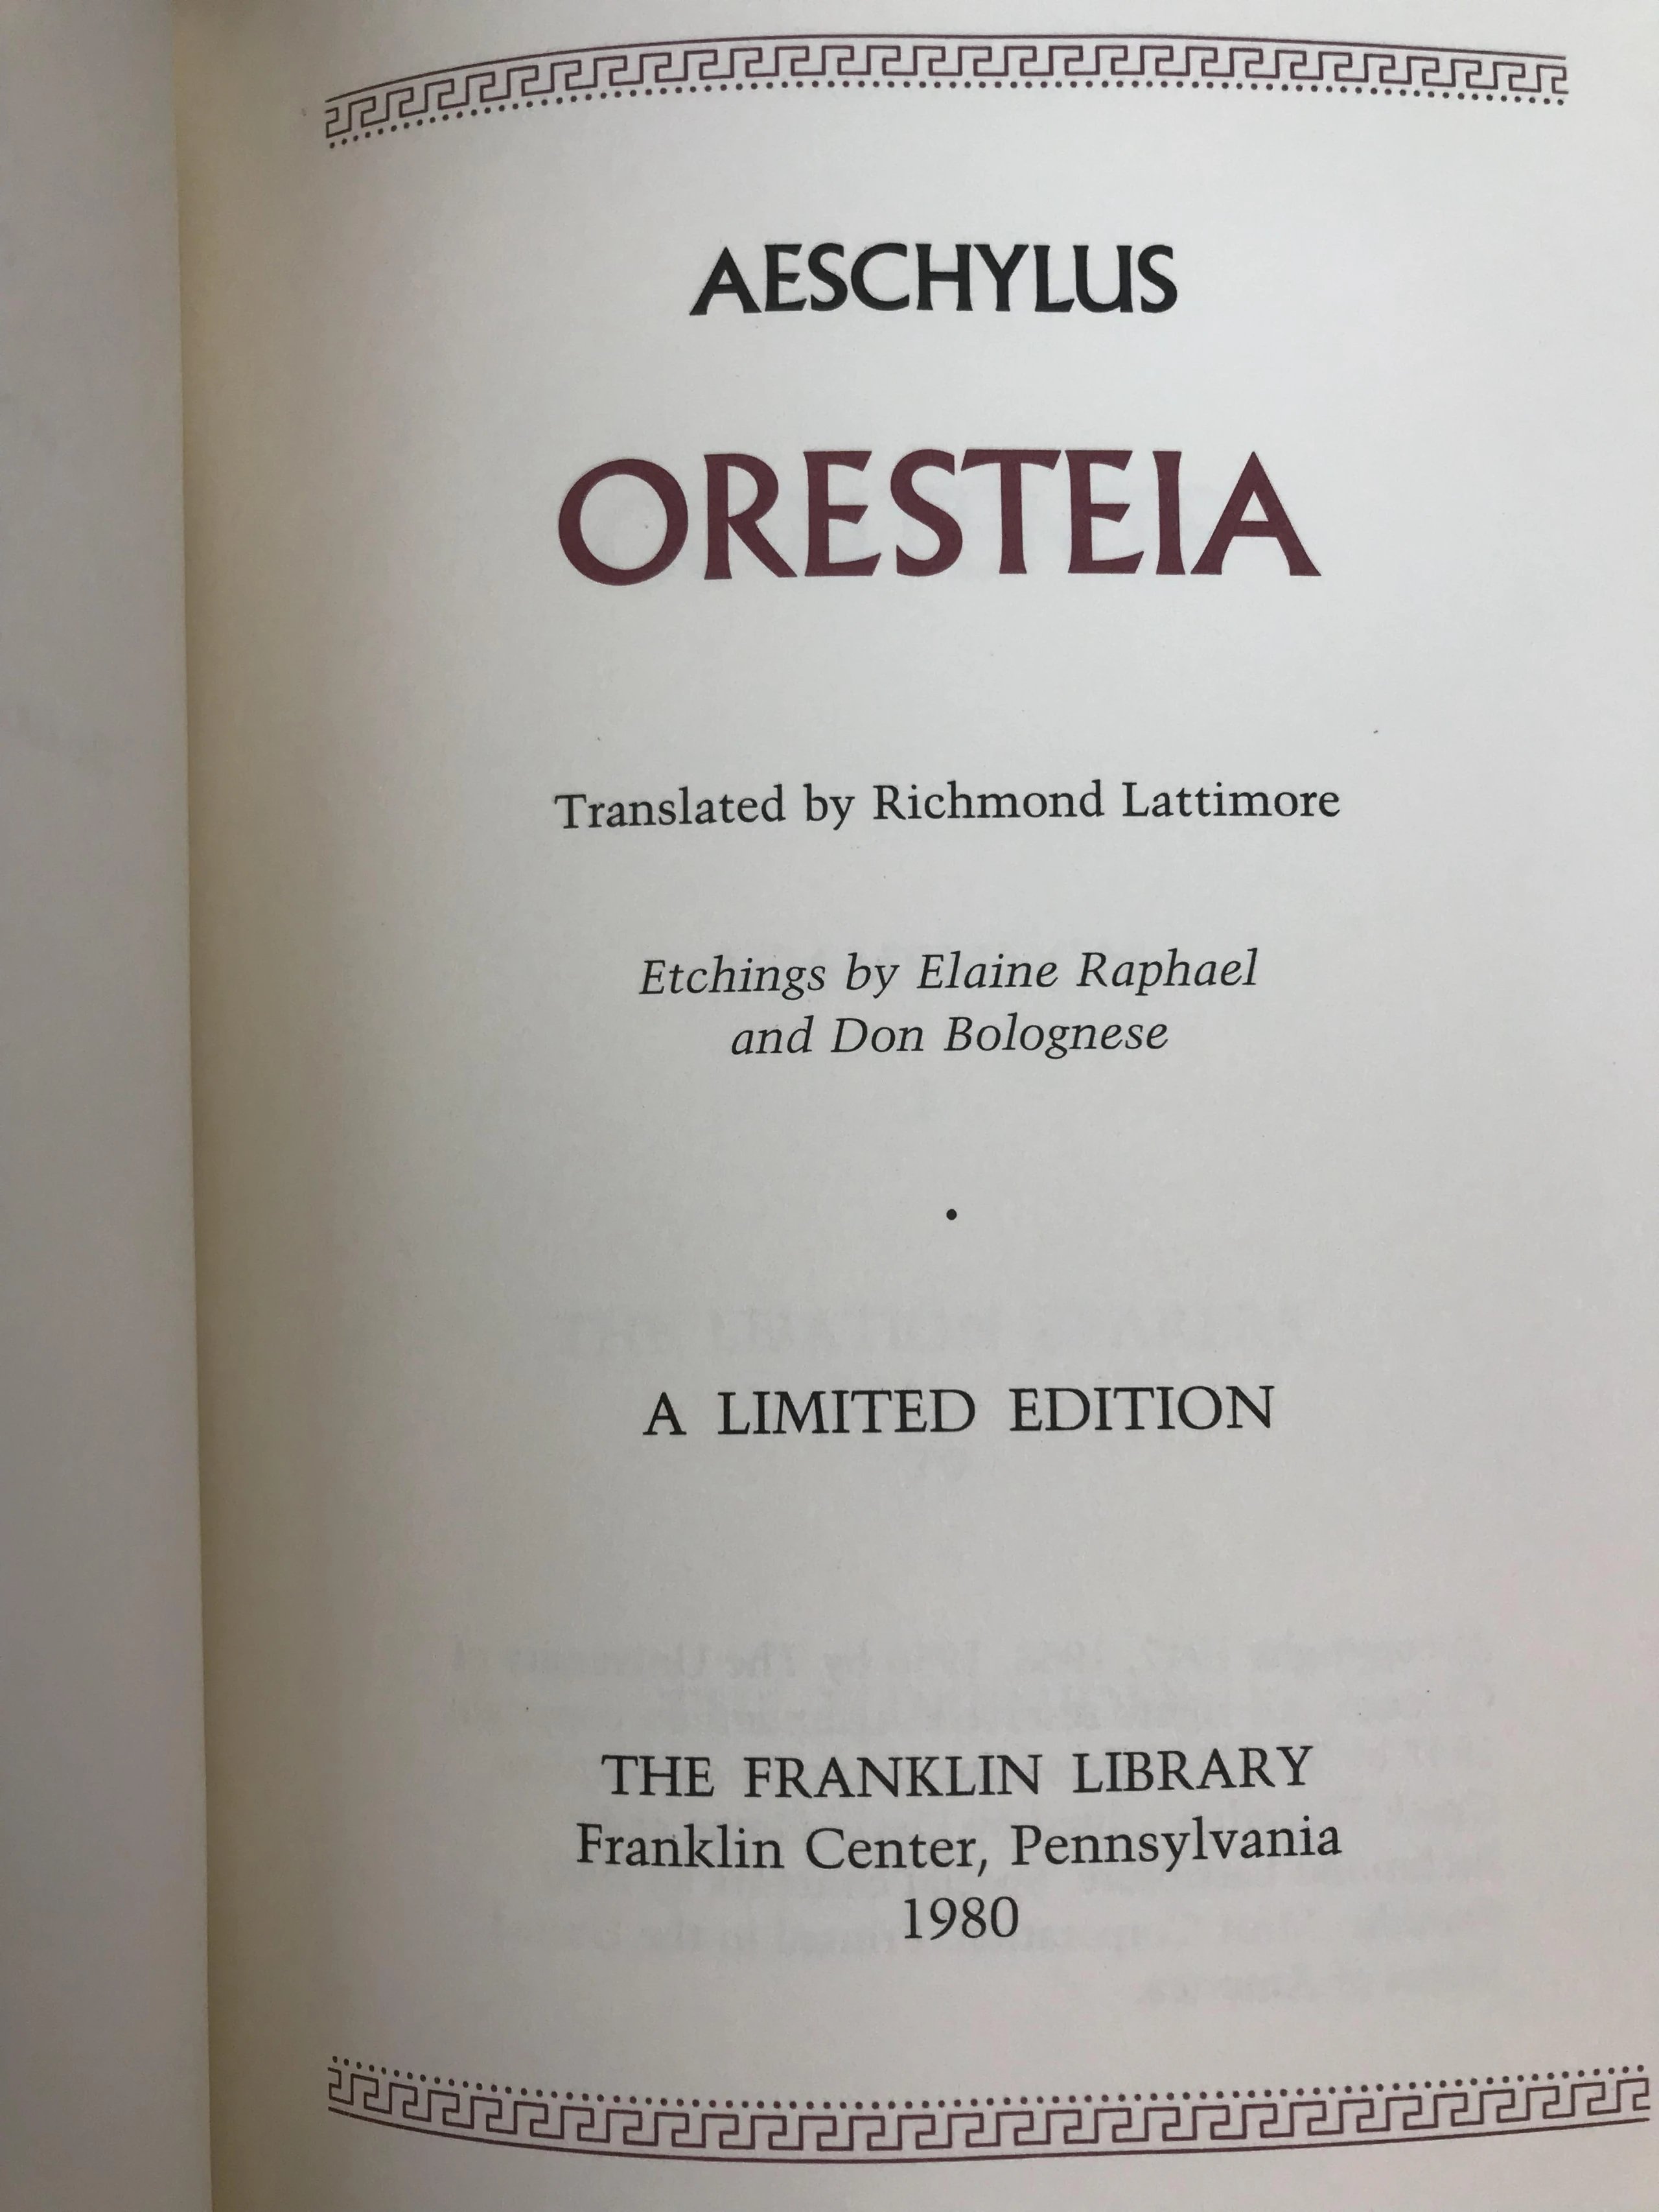 AESCHYLUS
ORESTEIA
Translated by Richmond Lattimore
Etchings by Elaine Raphael
and Don Bolognese
A LIMITED EDITION
THE FRANKLIN LIBRARY
Franklin Center, Pennsylvania
1980